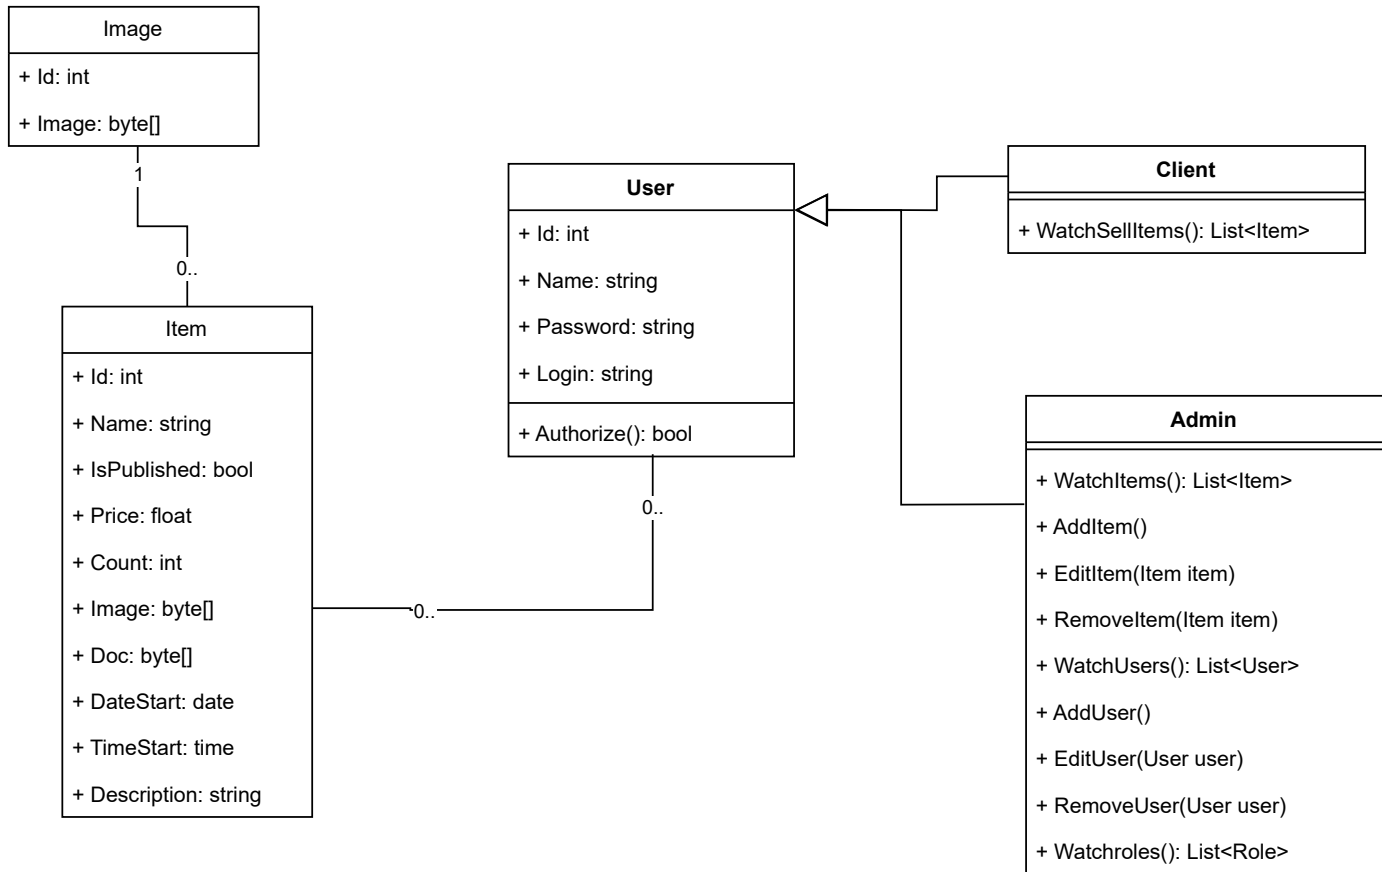 Image
+ Id: int
+ Image: byte[]
1
0..
Item
+ Id: int
+ Name: string
+ IsPublished: bool
+ Price: float
+ Count: int
+ Image: byte[]
+ Doc: byte[]
+ DateStart: date
+ TimeStart: time
+ Description: string
User
+ Id: int
+ Name: string
+ Password: string
+ Login: string
+ Authorize(): bool
0..
0..
Client
+ WatchSellItems(): List<Item>
Admin
+ WatchItems(): List<Item>
+ AddItem()
+ EditItem(Item item)
+ RemoveItem(Item item)
+ WatchUsers(): List<User>
+ AddUser()
+ EditUser(User user)
+ RemoveUser(User user)
+ Watchroles(): List<Role>